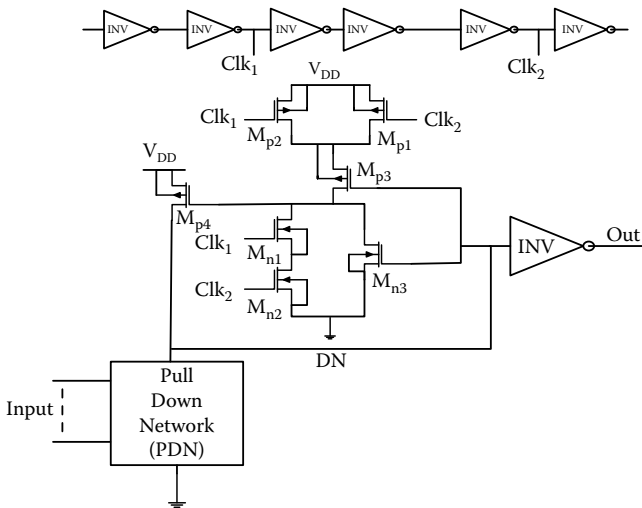 INV INV INV INV INV INV
Clk1 Clk2
VDD
Clk1 Clk2
Mp2 Mp1
VDD Mp3
Mp4
Clk1 Mn1 INV Out
Clk2 Mn3
Mn2
DN
Input
Pull
Down
Network
(PDN)